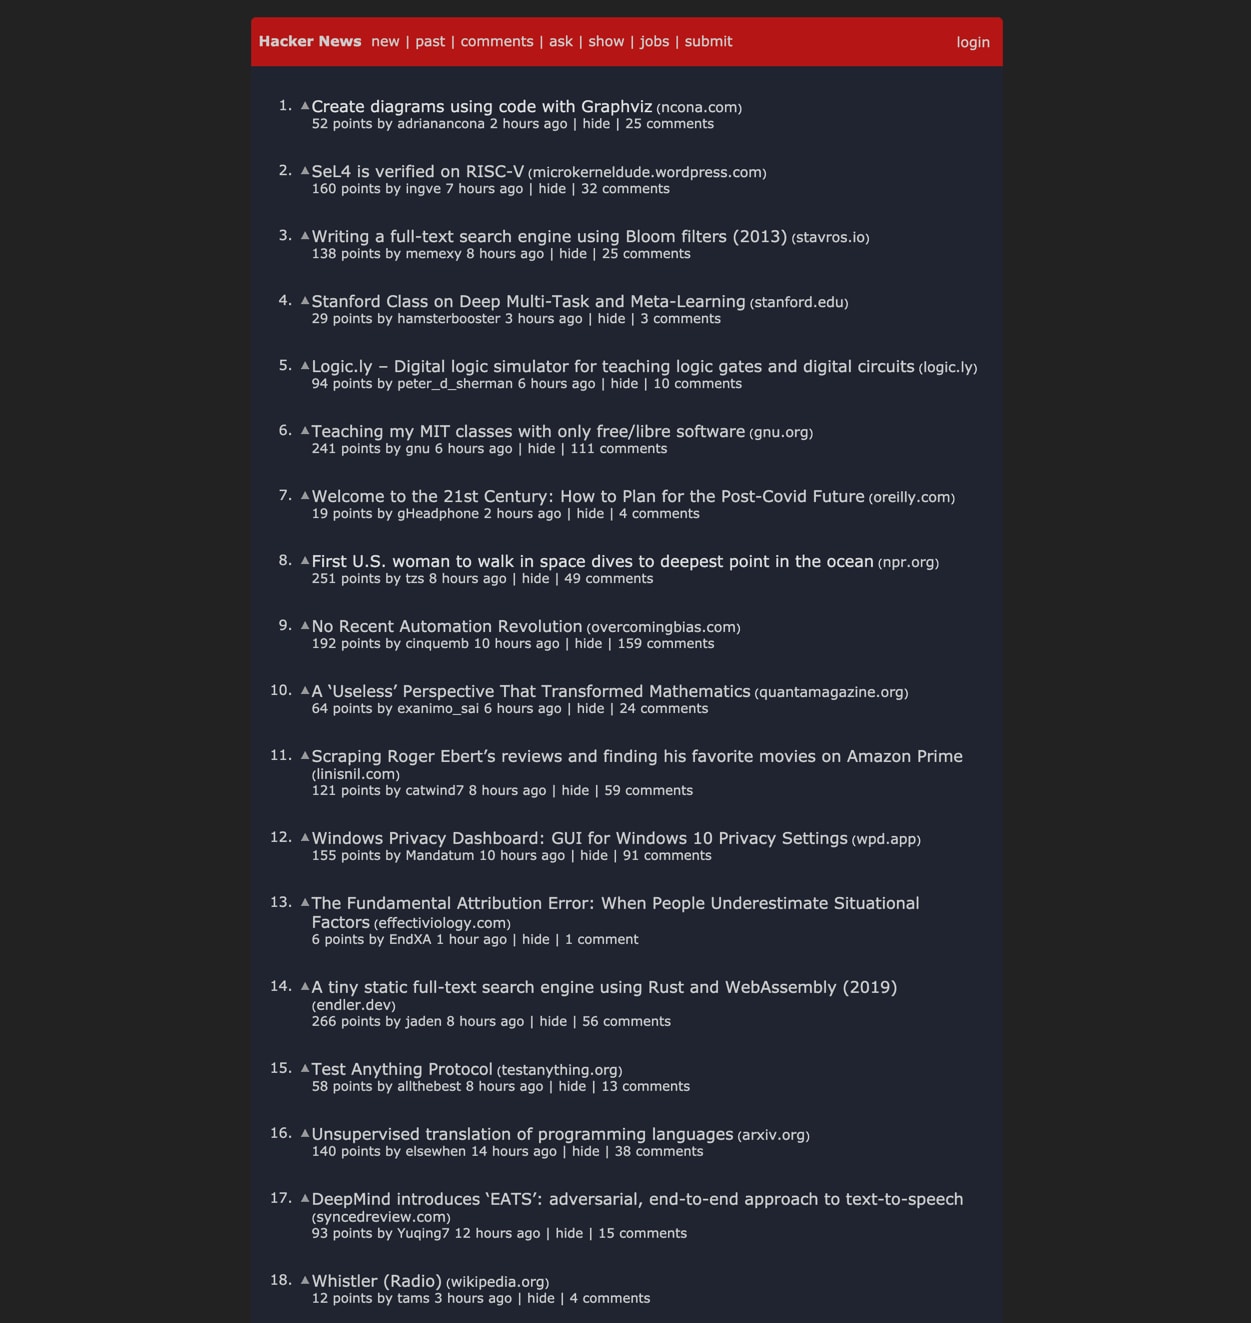 Hacker News new | past | comments | ask | show | jobs | submit login
1. ▲Create diagrams using code with Graphviz (ncona.com)
52 points by adrianancona 2 hours ago | hide | 25 comments
2. ▲SeL4 is verified on RISC-V (microkerneldude.wordpress.com)
160 points by ingve 7 hours ago | hide | 32 comments
3. ▲Writing a full-text search engine using Bloom filters (2013) (stavros.io)
138 points by memexy 8 hours ago | hide | 25 comments
4. ▲Stanford Class on Deep Multi-Task and Meta-Learning (stanford.edu)
29 points by hamsterbooster 3 hours ago | hide | 3 comments
5. ▲Logic.ly – Digital logic simulator for teaching logic gates and digital circuits (logic.ly)
94 points by peter_d_sherman 6 hours ago | hide | 10 comments
6. ▲Teaching my MIT classes with only free/libre software (gnu.org)
241 points by gnu 6 hours ago | hide | 111 comments
7. ▲Welcome to the 21st Century: How to Plan for the Post-Covid Future (oreilly.com)
19 points by gHeadphone 2 hours ago | hide | 4 comments
8. ▲First U.S. woman to walk in space dives to deepest point in the ocean (npr.org)
251 points by tzs 8 hours ago | hide | 49 comments
9. ▲No Recent Automation Revolution (overcomingbias.com)
192 points by cinquemb 10 hours ago | hide | 159 comments
10. ▲A ‘Useless’ Perspective That Transformed Mathematics (quantamagazine.org)
64 points by exanimo_sai 6 hours ago | hide | 24 comments
11. ▲Scraping Roger Ebert’s reviews and finding his favorite movies on Amazon Prime
(linisnil.com)
121 points by catwind7 8 hours ago | hide | 59 comments
12. ▲Windows Privacy Dashboard: GUI for Windows 10 Privacy Settings (wpd.app)
155 points by Mandatum 10 hours ago | hide | 91 comments
13. ▲The Fundamental Attribution Error: When People Underestimate Situational
Factors (effectiviology.com)
6 points by EndXA 1 hour ago | hide | 1 comment
14. ▲A tiny static full-text search engine using Rust and WebAssembly (2019)
(endler.dev)
266 points by jaden 8 hours ago | hide | 56 comments
15. ▲Test Anything Protocol (testanything.org)
58 points by allthebest 8 hours ago | hide | 13 comments
16. ▲Unsupervised translation of programming languages (arxiv.org)
140 points by elsewhen 14 hours ago | hide | 38 comments
17. ▲DeepMind introduces ‘EATS’: adversarial, end-to-end approach to text-to-speech
(syncedreview.com)
93 points by Yuqing7 12 hours ago | hide | 15 comments
18. ▲Whistler (Radio) (wikipedia.org)
12 points by tams 3 hours ago | hide | 4 comments